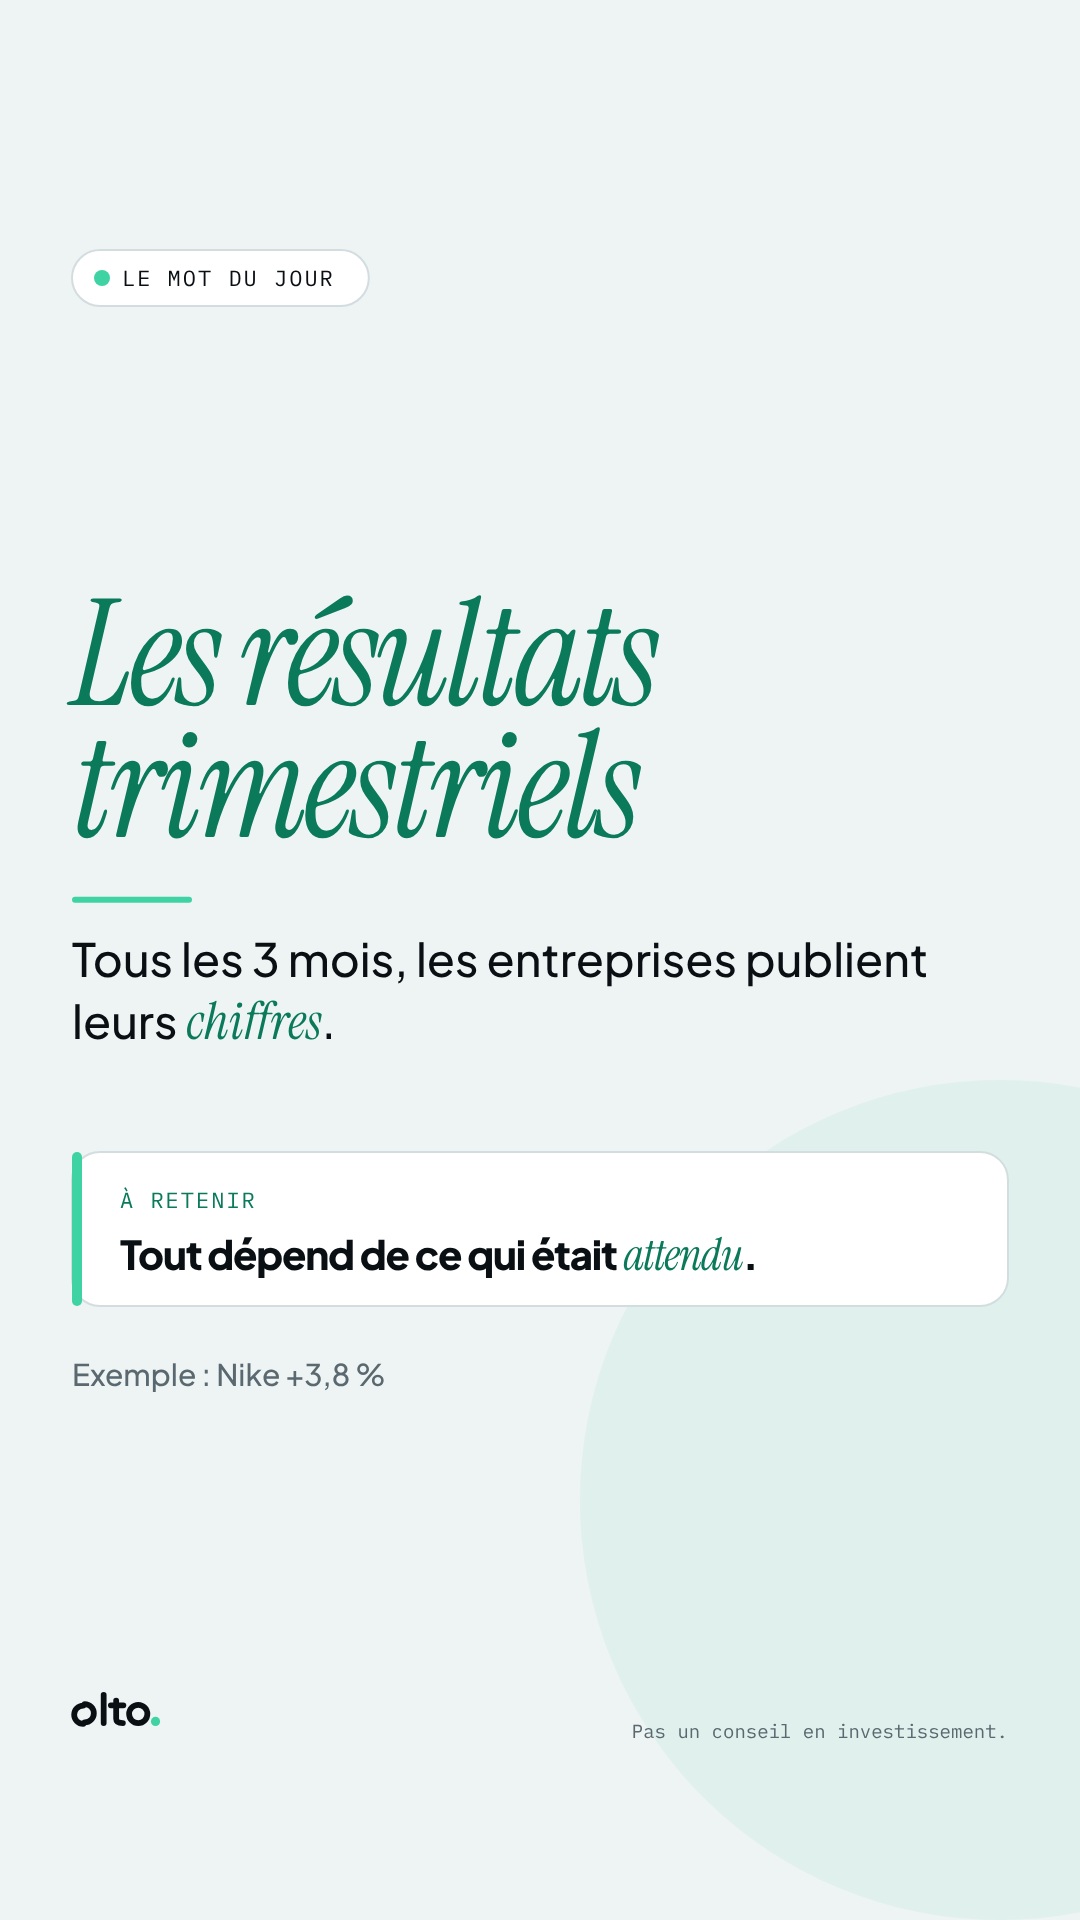 LE MOT DU JOUR
Les résultats
trimestriels
Tous les 3 mois, les entreprises publient
leurs chiffres.
À RETENIR
Tout dépend de ce qui était attendu.
Exemple : Nike +3,8 %
olto.
Pas un conseil en investissement.